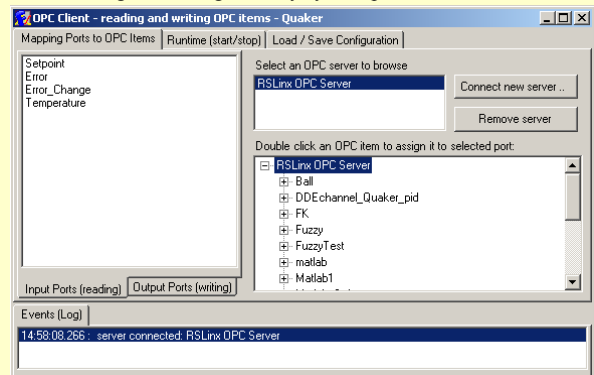 OPC Client - reading and writing OPC items - Quaker
Mapping Ports to OPC Items
Runtime (start/stop)
Load / Save Configuration
Setpoint
Error
Error_Change
Temperature
Input Ports (reading)
Output Ports (writing)
Select an OPC server to browse
RSLinx OPC Server
Connect new server ..
Remove server
Double click an OPC item to assign it to selected port:
RSLinx OPC Server
Ball
DDEchannel_Quaker_pid
FK
Fuzzy
FuzzyTest
matlab
Matlab1
Events (Log)
14:58:08.266 : server connected: RSLinx OPC Server